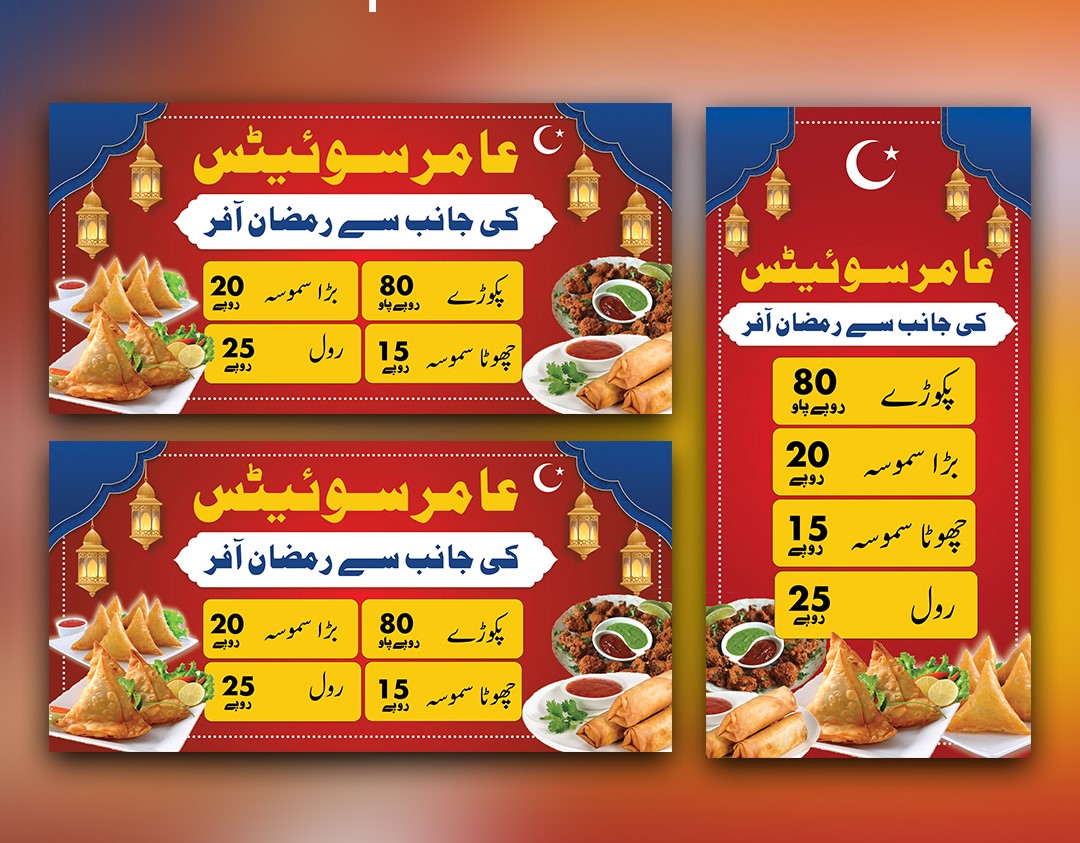 عامر سوئیٹس
کی جانب سے رمضان آفر
پکوڑے 80 روپے پاو
بڑا سموسہ 20 روپے
چھوٹا سموسہ 15 روپے
رول 25 روپے
عامر سوئیٹس
کی جانب سے رمضان آفر
پکوڑے 80 روپے پاو
بڑا سموسہ 20 روپے
چھوٹا سموسہ 15 روپے
رول 25 روپے
عامر سوئیٹس
کی جانب سے رمضان آفر
پکوڑے 80 روپے پاو
بڑا سموسہ 20 روپے
چھوٹا سموسہ 15 روپے
رول 25 روپے